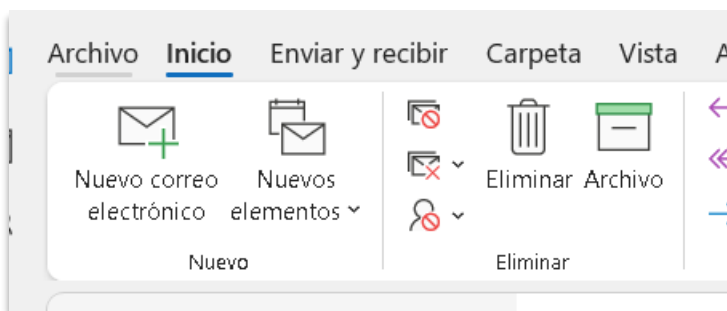 Archivo Inicio Enviar y recibir Carpeta Vista
Nuevo correo electrónico
Nuevos elementos
Eliminar
Archivo
Nuevo
Eliminar